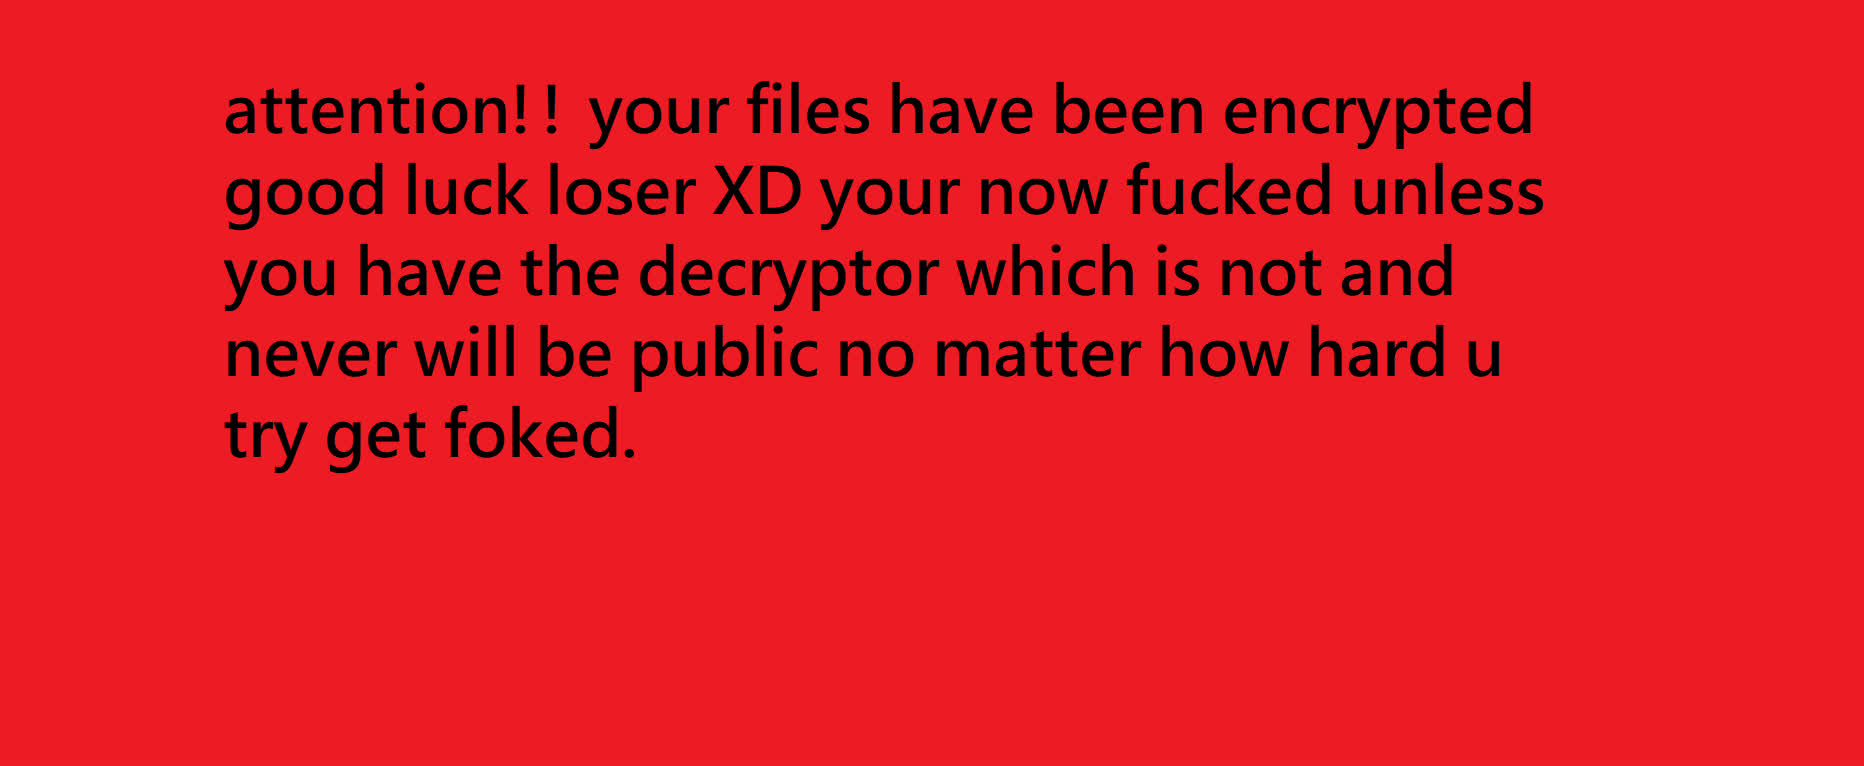 attention!! your files have been encrypted
good luck loser XD your now fucked unless
you have the decryptor which is not and
never will be public no matter how hard u
try get foked.